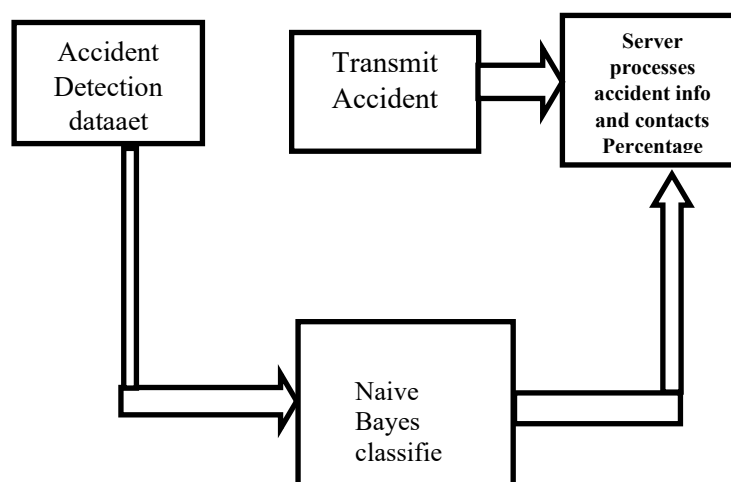 Accident
Detection
dataaet
Transmit
Accident
Server
processes
accident info
and contacts
Percentage
Naive
Bayes
classifie